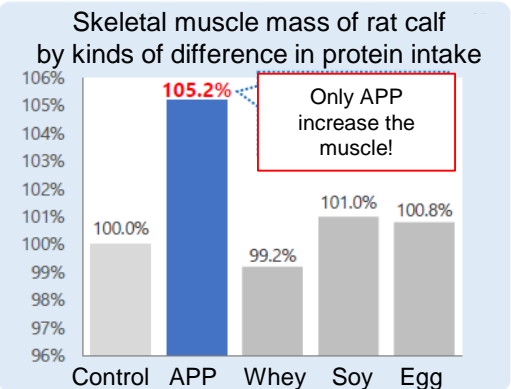 Skeletal muscle mass of rat calf
by kinds of difference in protein intake
106%
105%
104%
103%
102%
101%
100%
99%
98%
97%
96%
100.0%
105.2%
99.2%
101.0%
100.8%
Only APP
increase the
muscle!
Control APP Whey Soy Egg